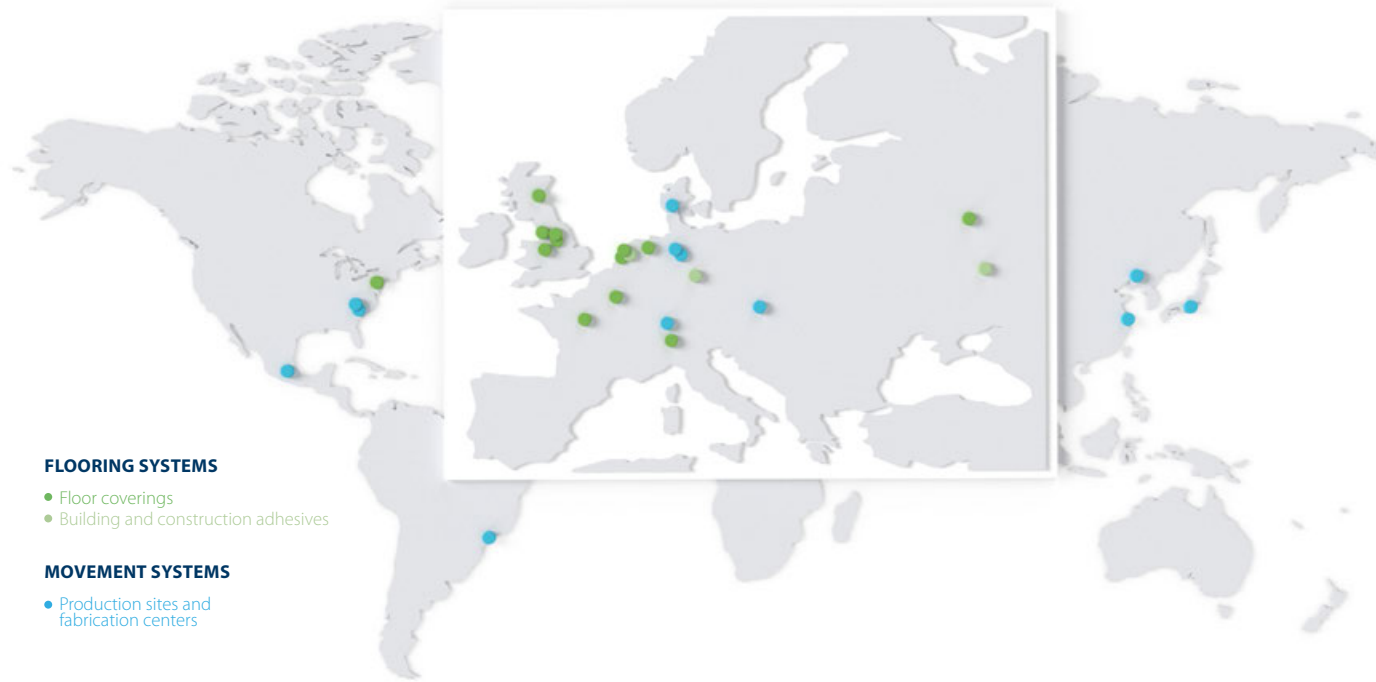 FLOORING SYSTEMS
Floor coverings
Building and construction adhesives
MOVEMENT SYSTEMS
Production sites and
fabrication centers